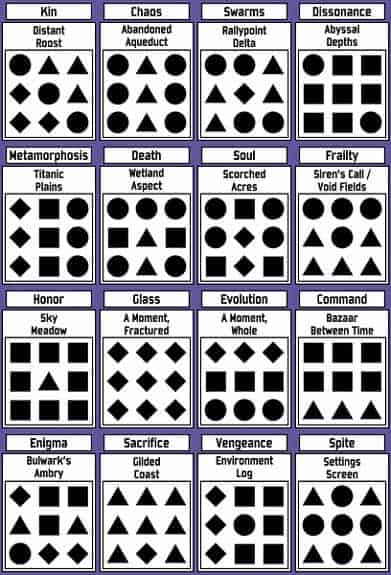 Kin
Chaos
Swarms
Dissonance
Distant
Roost
Abandoned
Aqueduct
Rallypoint
Delta
Abyssal
Depths
Metamorphosis
Death
Soul
Frailty
Titanic
Plains
Wetland
Aspect
Scorched
Acres
Siren's Call /
Void Fields
Honor
Glass
Evolution
Command
Sky
Meadow
A Moment,
Fractured
A Moment,
Whole
Bazaar
Between Time
Enigma
Sacrifice
Vengeance
Spite
Bulwark's
Ambry
Gilded
Coast
Environment
Log
Settings
Screen